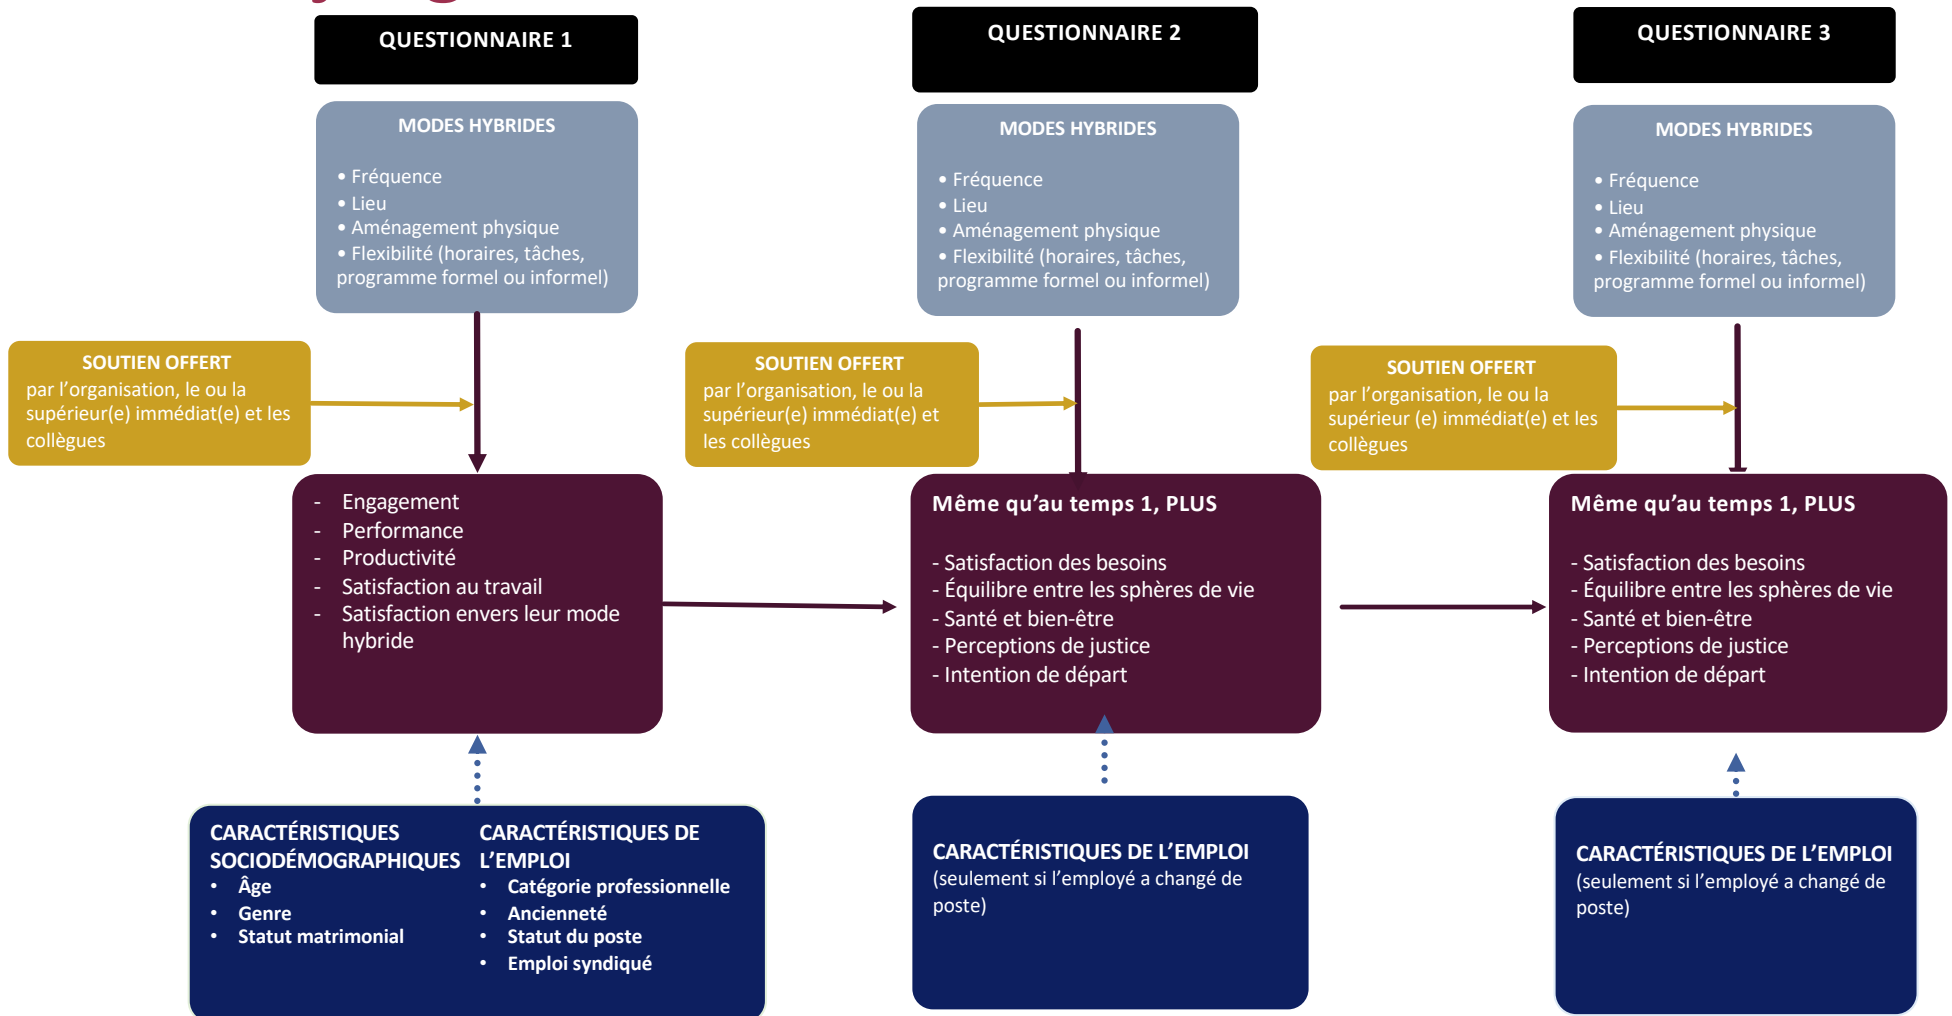 QUESTIONNAIRE 1
MODES HYBRIDES
• Fréquence
• Lieu
• Aménagement physique
• Flexibilité (horaires, tâches,
programme formel ou informel)
SOUTIEN OFFERT
par l’organisation, le ou la
supérieur(e) immédiat(e) et les
collègues
- Engagement
- Performance
- Productivité
- Satisfaction au travail
- Satisfaction envers leur mode
hybride
CARACTÉRISTIQUES
SOCIODÉMOGRAPHIQUES
• Âge
• Genre
• Statut matrimonial
CARACTÉRISTIQUES DE
L’EMPLOI
• Catégorie professionnelle
• Ancienneté
• Statut du poste
• Emploi syndiqué
QUESTIONNAIRE 2
MODES HYBRIDES
• Fréquence
• Lieu
• Aménagement physique
• Flexibilité (horaires, tâches,
programme formel ou informel)
SOUTIEN OFFERT
par l’organisation, le ou la
supérieur(e) immédiat(e) et
les collègues
Même qu’au temps 1, PLUS
- Satisfaction des besoins
- Équilibre entre les sphères de vie
- Santé et bien-être
- Perceptions de justice
- Intention de départ
CARACTÉRISTIQUES DE L’EMPLOI
(seulement si l’employé a changé de
poste)
QUESTIONNAIRE 3
MODES HYBRIDES
• Fréquence
• Lieu
• Aménagement physique
• Flexibilité (horaires, tâches,
programme formel ou informel)
SOUTIEN OFFERT
par l’organisation, le ou la
supérieur (e) immédiat(e) et les
collègues
Même qu’au temps 1, PLUS
- Satisfaction des besoins
- Équilibre entre les sphères de vie
- Santé et bien-être
- Perceptions de justice
- Intention de départ
CARACTÉRISTIQUES DE L’EMPLOI
(seulement si l’employé a changé de
poste)